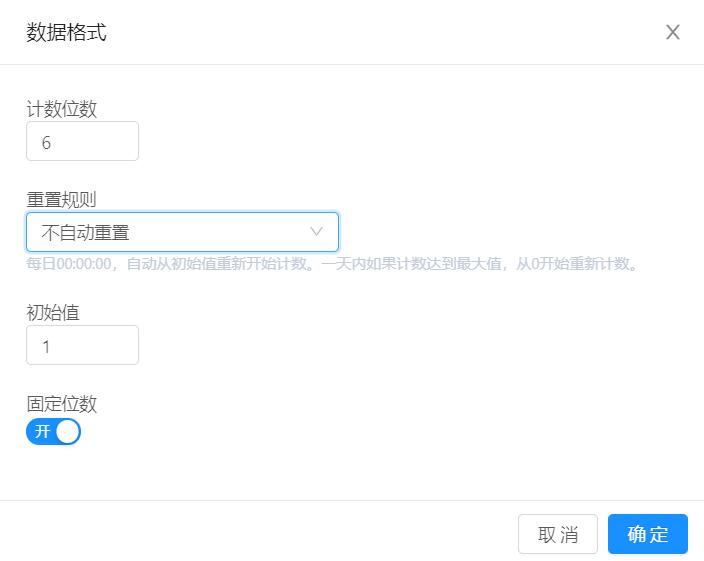 数据格式
计数位数
6
重置规则
不自动重置
每日00:00:00，自动从初始值重新开始计数。一天内如果计数达到最大值，从0开始重新计数。
初始值
1
固定位数
开
取消 确定